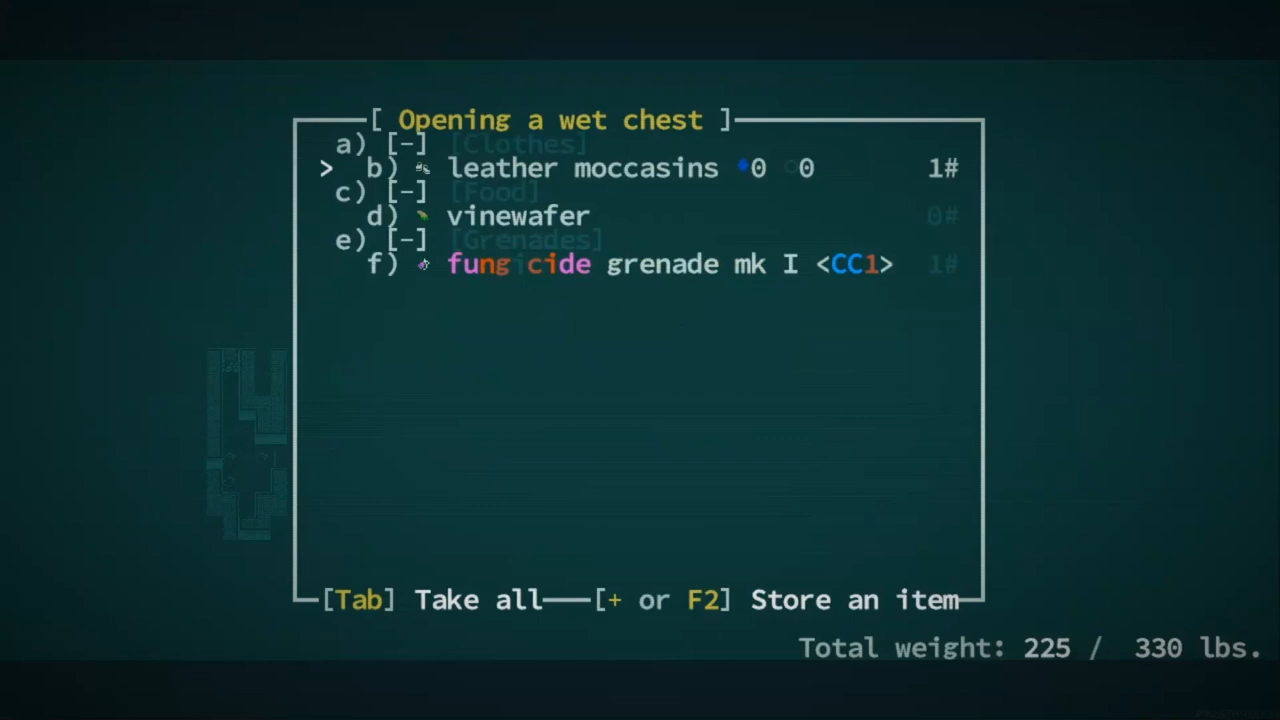 [ Opening a wet chest ]
a) [-] [Clothes]
> b) leather moccasins 0 0 1#
c) [-] [Food]
d) vinewafer 0#
e) [-] [Grenades]
f) fungicide grenade mk I <CC1> 1#
[Tab] Take all [+ or F2] Store an item
Total weight: 225 / 330 lbs.